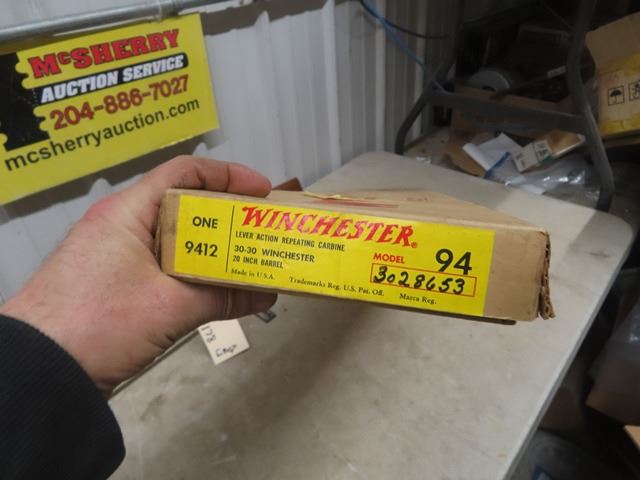 McSHERRY
AUCTION SERVICE
204-886-7027
mcsherryauction.com
ONE
9412
WINCHESTER®
LEVER ACTION REPEATING CARBINE
30-30 WINCHESTER
20 INCH BARREL
MODEL 94
3028653
Made in U.S.A. Trademarks Reg. U.S. Pat. Off. Marca Reg.